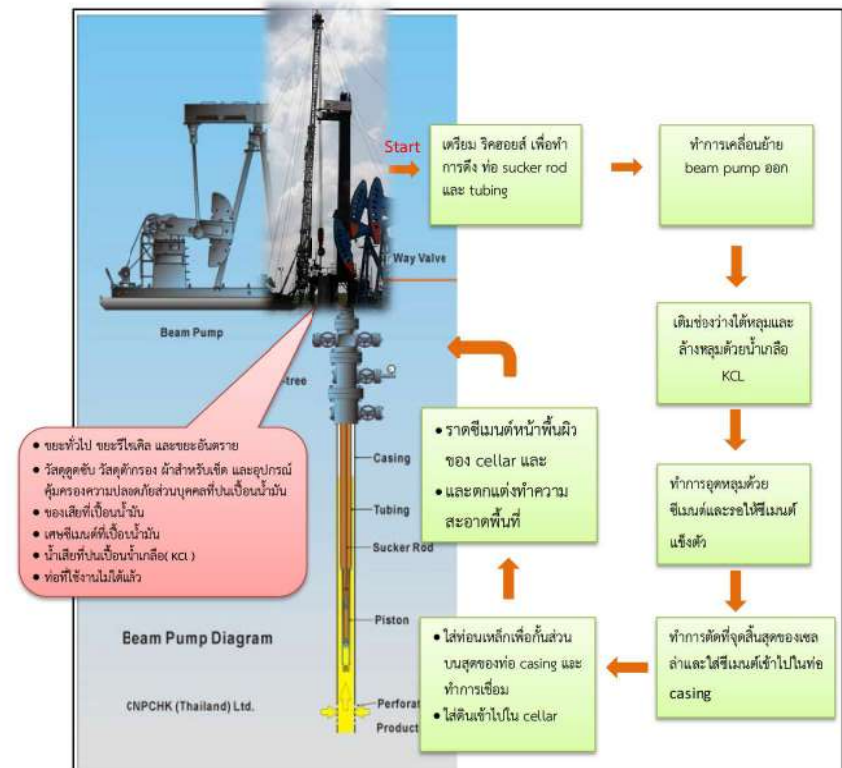 Start
เตรียม ริคฮอยส์ เพื่อทำ
การดึง ท่อ sucker rod
และ tubing
ทำการเคลื่อนย้าย
beam pump ออก
Way Valve
Beam Pump
-tree
เติมช่องว่างใต้หลุมและ
ล้างหลุมด้วยน้ำเกลือ
KCL
• ขยะทั่วไป ขยะรีไซเคิล และขยะอันตราย
• วัสดุดูดซับ วัสดุตัวกรอง ผ้าสำหรับเช็ด และอุปกรณ์
คุ้มครองความปลอดภัยส่วนบุคคลที่ปนเปื้อนน้ำมัน
• ของเสียที่เปื้อนน้ำมัน
• เศษซีเมนต์ที่เปื้อนน้ำมัน
• น้ำเสียที่ปนเปื้อนน้ำเกลือ( KCl )
• ท่อที่ใช้งานไม่ได้แล้ว
Casing
Tubing
Sucker Rod
Piston
• ราดซีเมนต์หน้าพื้นผิว
ของ cellar และ
• และตกแต่งทำความ
สะอาดพื้นที่
ทำการอุดหลุมด้วย
ซีเมนต์และรอให้ซีเมนต์
แข็งตัว
Beam Pump Diagram
CNPCHK (Thailand) Ltd.
Perforat
Product
• ใส่ท่อนเหล็กเพื่อกั้นส่วน
บนสุดของท่อ casing และ
ทำการเชื่อม
• ใส่ดินเข้าไปใน cellar
ทำการตัดที่จุดสิ้นสุดของเซล
ล่าและใส่ซีเมนต์เข้าไปในท่อ
casing